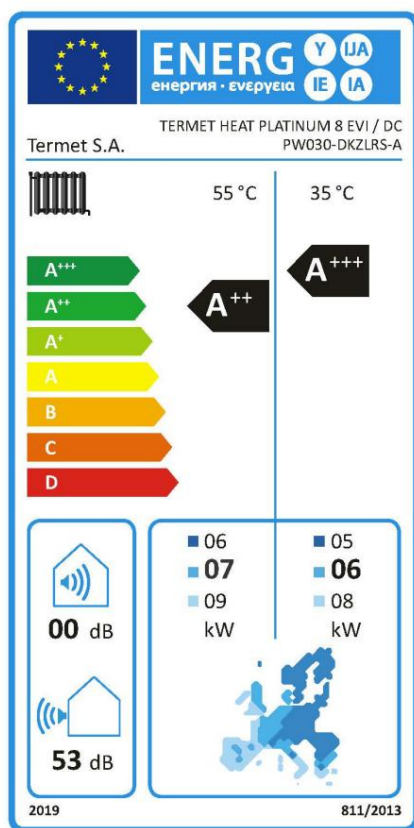 ENERG
енергия · ενεργεια
Y IJA
IE IA
Termet S.A.
TERMET HEAT PLATINUM 8 EVI / DC
PW030-DKZLRS-A
55 °C
35 °C
A+++
A++
A+
A
B
C
D
A++
A+++
00 dB
53 dB
06
07
09
kW
05
06
08
kW
2019
811/2013